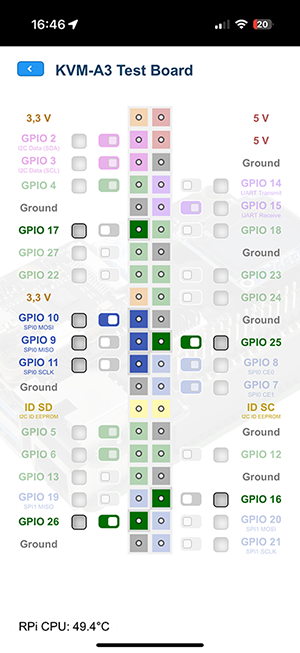 16:46
20
KVM-A3 Test Board
3,3 V 5 V
GPIO 2 5 V
I2C Data (SDA)
GPIO 3 Ground
I2C Data (SCL)
GPIO 4 GPIO 14
UART Transmit
Ground GPIO 15
UART Receive
GPIO 17 GPIO 18
GPIO 27 Ground
GPIO 22 GPIO 23
3,3 V GPIO 24
GPIO 10 Ground
SPI0 MOSI
GPIO 9 GPIO 25
SPI0 MISO
GPIO 11 GPIO 8
SPI0 SCLK SPI0 CE0
Ground GPIO 7
SPI0 CE1
ID SD ID SC
I2C ID EEPROM I2C ID EEPROM
GPIO 5 Ground
GPIO 6 GPIO 12
GPIO 13 Ground
GPIO 19 GPIO 16
SPI1 MISO
GPIO 26 GPIO 20
SPI1 MOSI
Ground GPIO 21
SPI1 SCLK
RPi CPU: 49.4°C